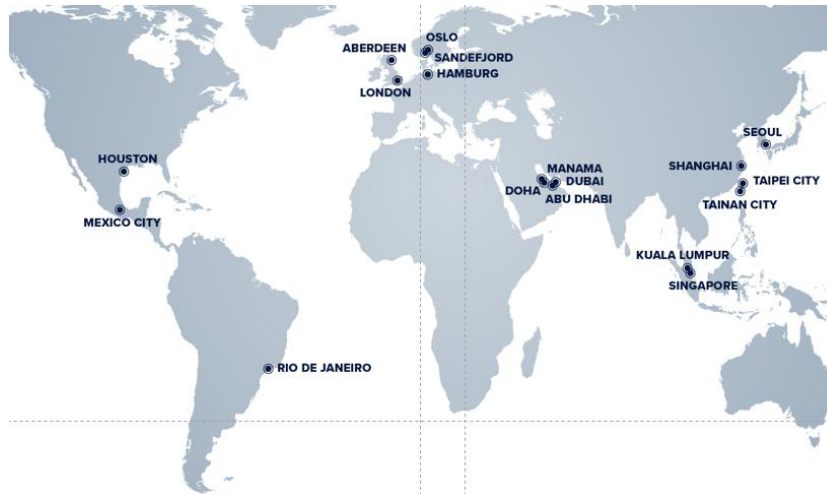 OSLO
ABERDEEN
SANDEFJORD
HAMBURG
LONDON
SEOUL
HOUSTON
SHANGHAI
MANAMA
TAIPEI CITY
DUBAI
DOHA
ABU DHABI
TAINAN CITY
MEXICO CITY
KUALA LUMPUR
SINGAPORE
RIO DE JANEIRO